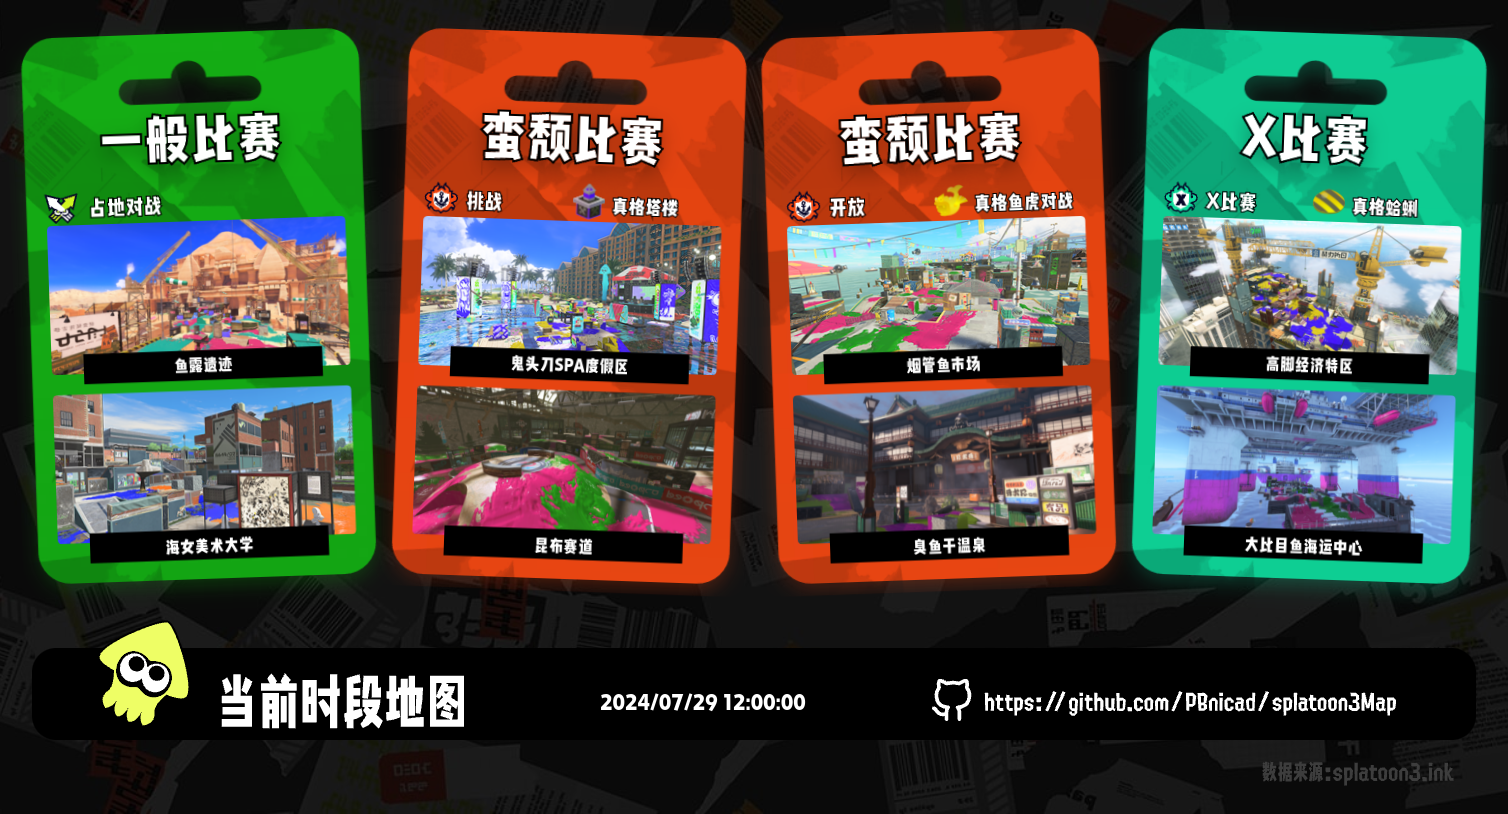 一般比赛
占地对战
鱼露遗迹
海女美术大学
蛮颓比赛
挑战
真格塔楼
鬼头刀SPA度假区
昆布赛道
蛮颓比赛
开放
真格鱼虎对战
烟管鱼市场
臭鱼干温泉
X比赛
X比赛
真格蛤蜊
高脚经济特区
大比目鱼海运中心
当前时段地图
2024/07/29 12:00:00
https://github.com/PBnicad/splatoon3Map
数据来源:splatoon3.ink